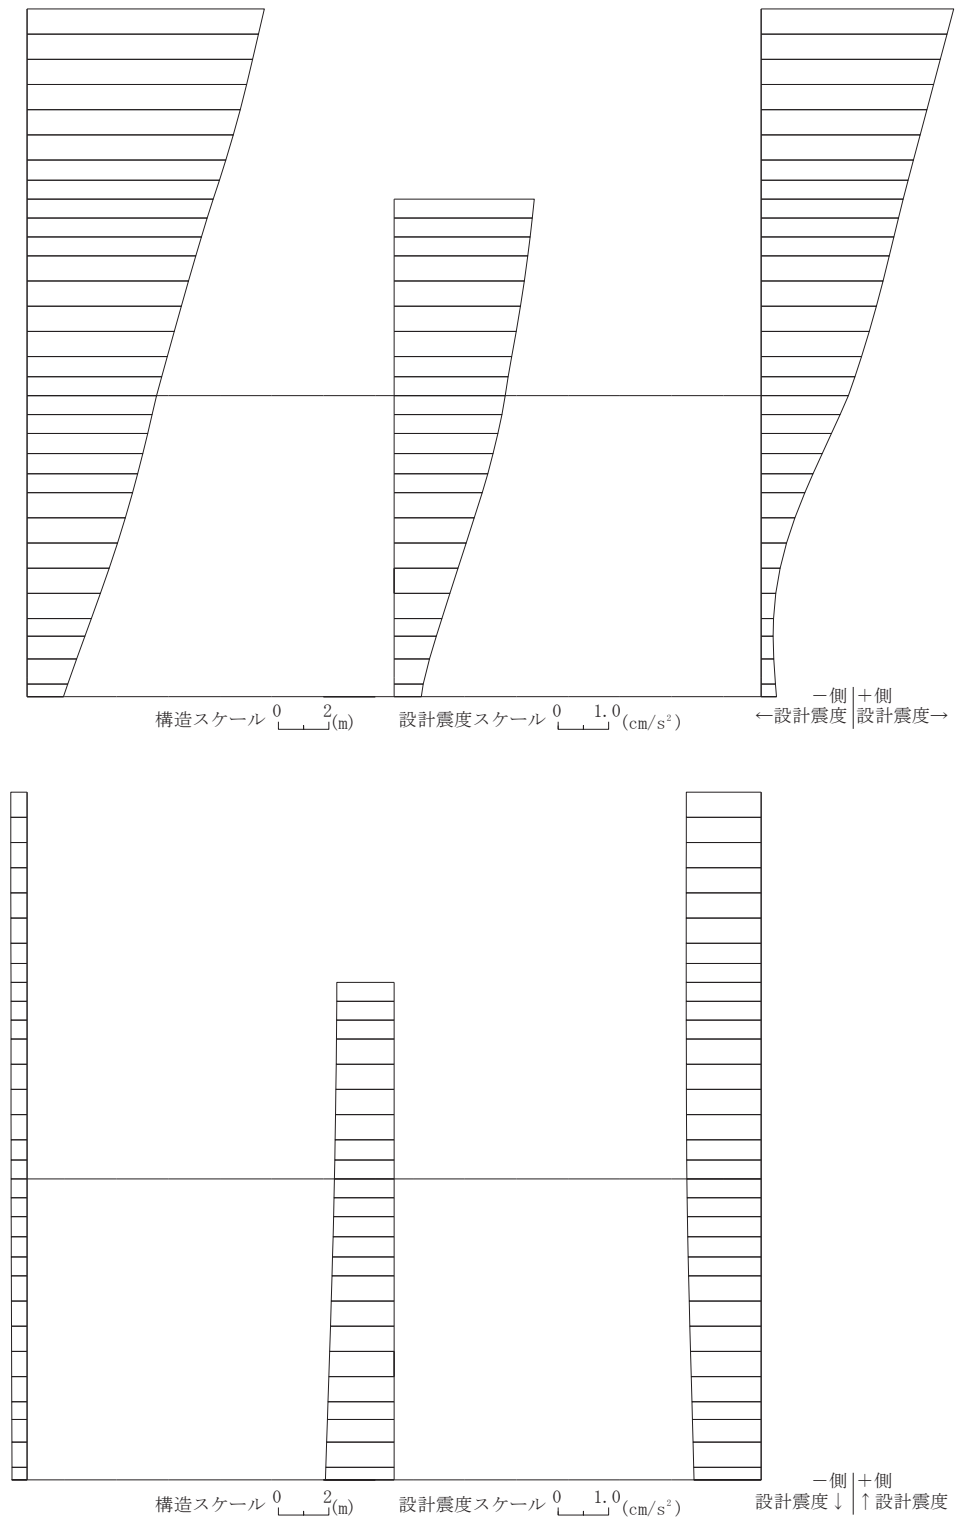 −側 +側
構造スケール 0 2 (m) 設計震度スケール 0 1.0 (cm/s²) ←設計震度 設計震度→
−側 +側
構造スケール 0 2 (m) 設計震度スケール 0 1.0 (cm/s²) 設計震度↓ ↑設計震度